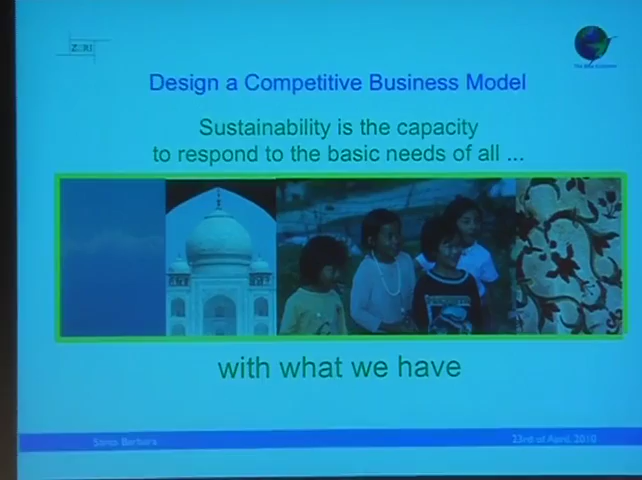 ZERI
Design a Competitive Business Model
Sustainability is the capacity
to respond to the basic needs of all ...
with what we have
Santa Barbara
23rd of April, 2010